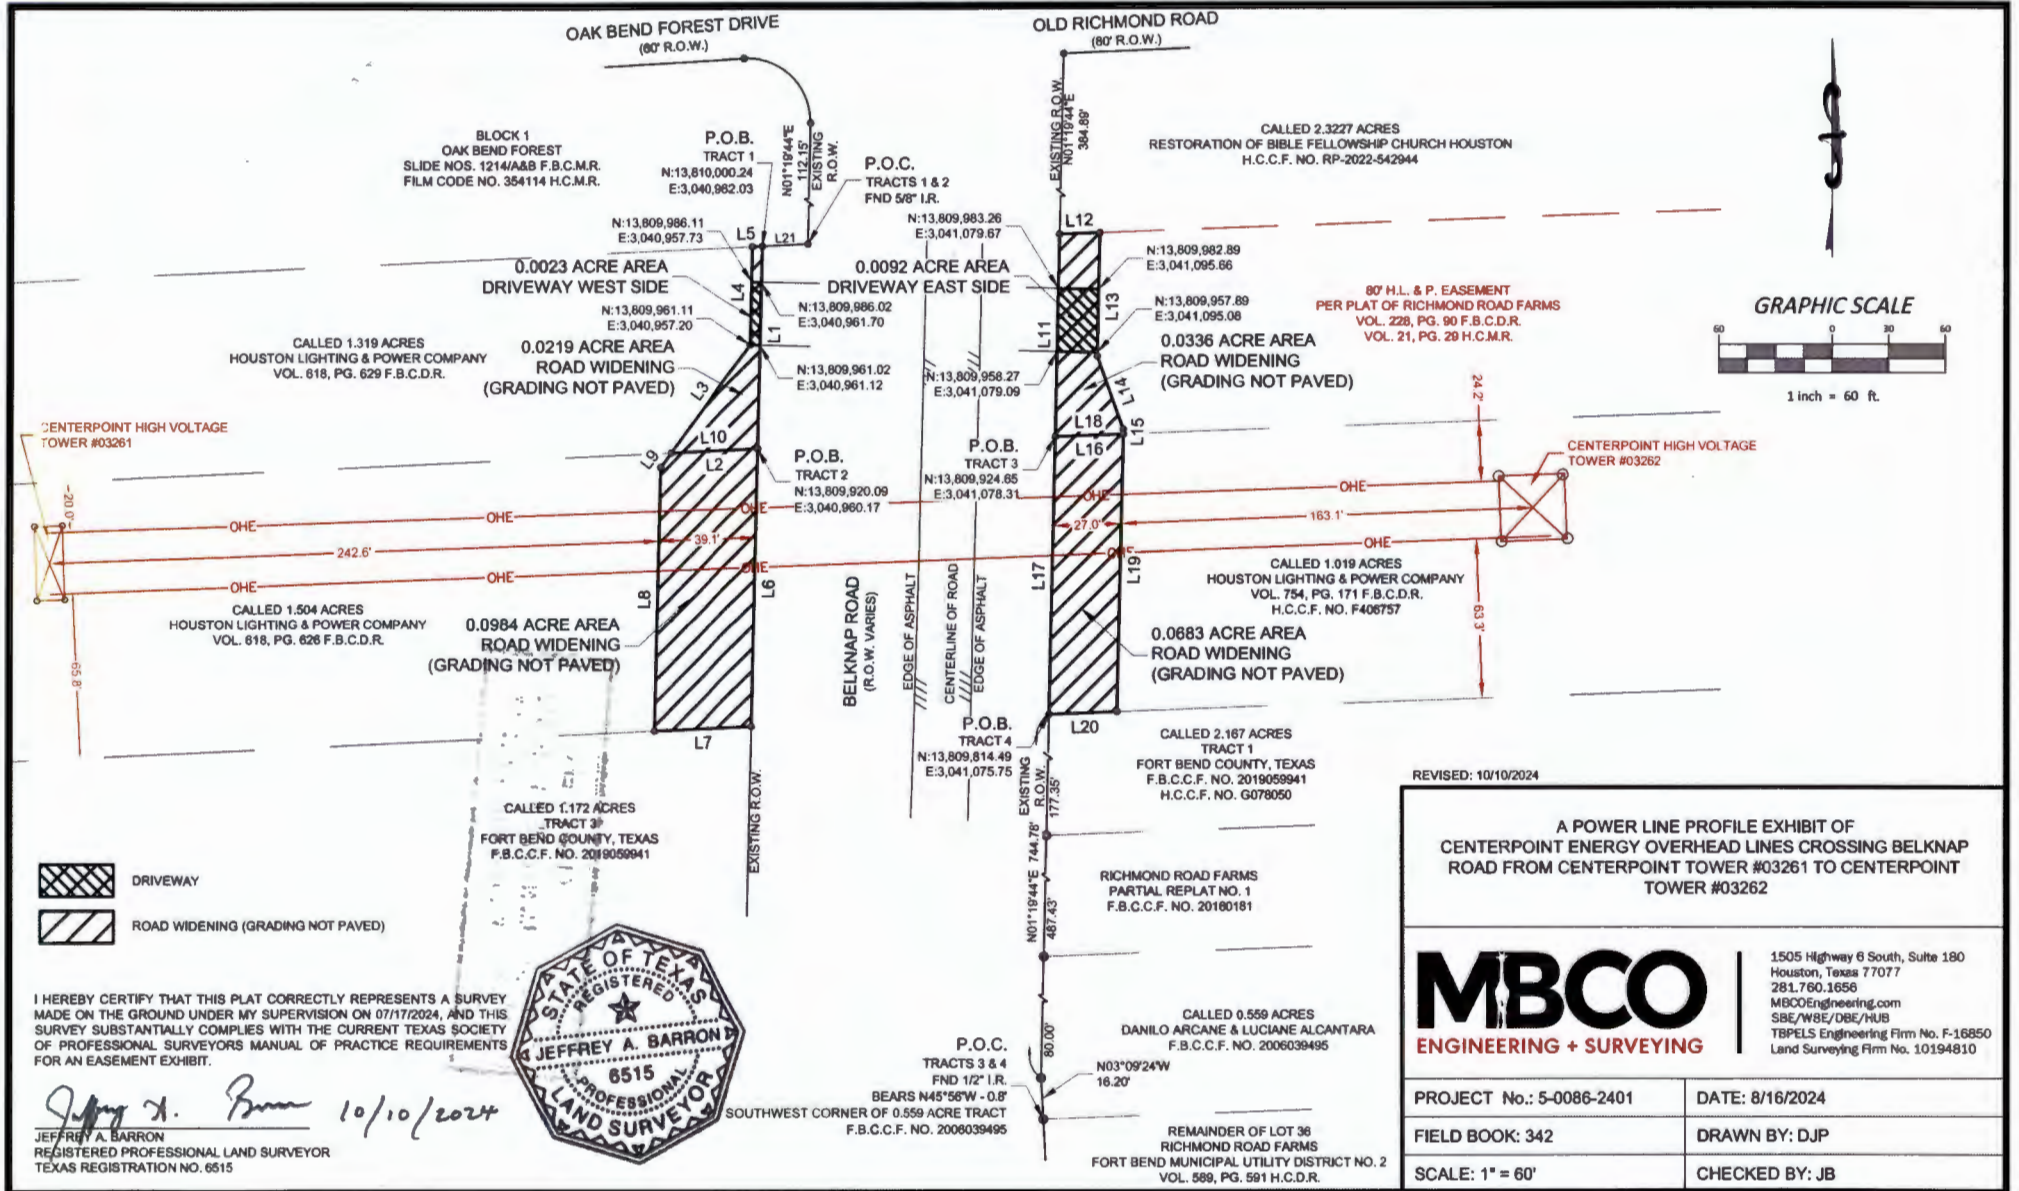 OAK BEND FOREST DRIVE
(60' R.O.W.)
OLD RICHMOND ROAD
(80' R.O.W.)
BLOCK 1
OAK BEND FOREST
SLIDE NOS. 1214/A&B F.B.C.M.R.
FILM CODE NO. 354114 H.C.M.R.
P.O.B.
TRACT 1
N:13,810,000.24
E:3,040,962.03
N01°19'44"E
112.15'
EXISTING
R.O.W.
P.O.C.
TRACTS 1 & 2
FND 5/8" I.R.
EXISTING R.O.W.
N01°19'44"E
384.89'
CALLED 2.3227 ACRES
RESTORATION OF BIBLE FELLOWSHIP CHURCH HOUSTON
H.C.C.F. NO. RP-2022-542944
N:13,809,986.11
E:3,040,957.73
L5
L21
N:13,809,983.26
E:3,041,079.67
L12
0.0023 ACRE AREA
DRIVEWAY WEST SIDE
L4
N:13,809,986.02
E:3,040,961.70
0.0092 ACRE AREA
DRIVEWAY EAST SIDE
N:13,809,982.89
E:3,041,095.66
N:13,809,961.11
E:3,040,957.20
L1
L11
L13
N:13,809,957.89
E:3,041,095.08
80' H.L. & P. EASEMENT
PER PLAT OF RICHMOND ROAD FARMS
VOL. 228, PG. 90 F.B.C.D.R.
VOL. 21, PG. 29 H.C.M.R.
GRAPHIC SCALE
60 0 30 60
1 inch = 60 ft.
CALLED 1.319 ACRES
HOUSTON LIGHTING & POWER COMPANY
VOL. 618, PG. 629 F.B.C.D.R.
0.0219 ACRE AREA
ROAD WIDENING
(GRADING NOT PAVED)
L3
N:13,809,961.02
E:3,040,961.12
N:13,809,958.27
E:3,041,079.09
0.0336 ACRE AREA
ROAD WIDENING
(GRADING NOT PAVED)
L14
24.2'
CENTERPOINT HIGH VOLTAGE
TOWER #03261
L10
L2
L9
P.O.B.
TRACT 2
N:13,809,920.09
E:3,040,960.17
P.O.B.
TRACT 3
N:13,809,924.65
E:3,041,078.31
L18
L16
L15
CENTERPOINT HIGH VOLTAGE
TOWER #03262
20.0'
OHE OHE OHE OHE OHE
242.6'
39.1'
27.0'
163.1'
OHE OHE OHE OHE OHE
CALLED 1.504 ACRES
HOUSTON LIGHTING & POWER COMPANY
VOL. 618, PG. 626 F.B.C.D.R.
L8
L6
BELKNAP ROAD
(R.O.W. VARIES)
EDGE OF ASPHALT
CENTERLINE OF ROAD
EDGE OF ASPHALT
L17
L19
CALLED 1.019 ACRES
HOUSTON LIGHTING & POWER COMPANY
VOL. 754, PG. 171 F.B.C.D.R.
H.C.C.F. NO. F406757
63.3'
65.8'
0.0984 ACRE AREA
ROAD WIDENING
(GRADING NOT PAVED)
0.0683 ACRE AREA
ROAD WIDENING
(GRADING NOT PAVED)
L7
L20
P.O.B.
TRACT 4
N:13,809,814.49
E:3,041,075.75
CALLED 2.167 ACRES
TRACT 1
FORT BEND COUNTY, TEXAS
F.B.C.C.F. NO. 2019059941
H.C.C.F. NO. G078050
EXISTING R.O.W.
EXISTING
R.O.W.
177.35'
N01°19'44"E 744.78'
487.43'
80.00'
CALLED 1.172 ACRES
TRACT 3
FORT BEND COUNTY, TEXAS
F.B.C.C.F. NO. 2019059941
DRIVEWAY
ROAD WIDENING (GRADING NOT PAVED)
RICHMOND ROAD FARMS
PARTIAL REPLAT NO. 1
F.B.C.C.F. NO. 20160181
CALLED 0.559 ACRES
DANILO ARCANE & LUCIANE ALCANTARA
F.B.C.C.F. NO. 2006039495
P.O.C.
TRACTS 3 & 4
FND 1/2" I.R.
BEARS N45°56'W - 0.8'
SOUTHWEST CORNER OF 0.559 ACRE TRACT
F.B.C.C.F. NO. 2006039495
N03°09'24"W
16.20'
REMAINDER OF LOT 36
RICHMOND ROAD FARMS
FORT BEND MUNICIPAL UTILITY DISTRICT NO. 2
VOL. 589, PG. 591 H.C.D.R.
I HEREBY CERTIFY THAT THIS PLAT CORRECTLY REPRESENTS A SURVEY
MADE ON THE GROUND UNDER MY SUPERVISION ON 07/17/2024, AND THIS
SURVEY SUBSTANTIALLY COMPLIES WITH THE CURRENT TEXAS SOCIETY
OF PROFESSIONAL SURVEYORS MANUAL OF PRACTICE REQUIREMENTS
FOR AN EASEMENT EXHIBIT.
10/10/2024
JEFFREY A. BARRON
REGISTERED PROFESSIONAL LAND SURVEYOR
TEXAS REGISTRATION NO. 6515
STATE OF TEXAS
REGISTERED
JEFFREY A. BARRON
6515
PROFESSIONAL
LAND SURVEYOR
REVISED: 10/10/2024
A POWER LINE PROFILE EXHIBIT OF
CENTERPOINT ENERGY OVERHEAD LINES CROSSING BELKNAP
ROAD FROM CENTERPOINT TOWER #03261 TO CENTERPOINT
TOWER #03262
MBCO
ENGINEERING + SURVEYING
1505 Highway 6 South, Suite 180
Houston, Texas 77077
281.760.1656
MBCOEngineering.com
SBE/WBE/DBE/HUB
TBPELS Engineering Firm No. F-16850
Land Surveying Firm No. 10194810
PROJECT No.: 5-0086-2401
DATE: 8/16/2024
FIELD BOOK: 342
DRAWN BY: DJP
SCALE: 1" = 60'
CHECKED BY: JB